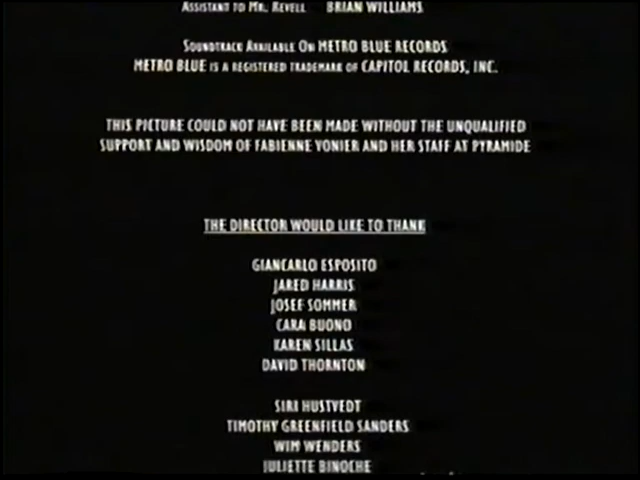 ASSISTANT TO MR. REVELL BRIAN WILLIAMS
SOUNDTRACK AVAILABLE ON METRO BLUE RECORDS
METRO BLUE IS A REGISTERED TRADEMARK OF CAPITOL RECORDS, INC.
THIS PICTURE COULD NOT HAVE BEEN MADE WITHOUT THE UNQUALIFIED
SUPPORT AND WISDOM OF FABIENNE VONIER AND HER STAFF AT PYRAMIDE
THE DIRECTOR WOULD LIKE TO THANK
GIANCARLO ESPOSITO
JARED HARRIS
JOSEF SOMMER
CARA BUONO
KAREN SILLAS
DAVID THORNTON
SIRI HUSTVEDT
TIMOTHY GREENFIELD SANDERS
WIM WENDERS
JULIETTE BINOCHE